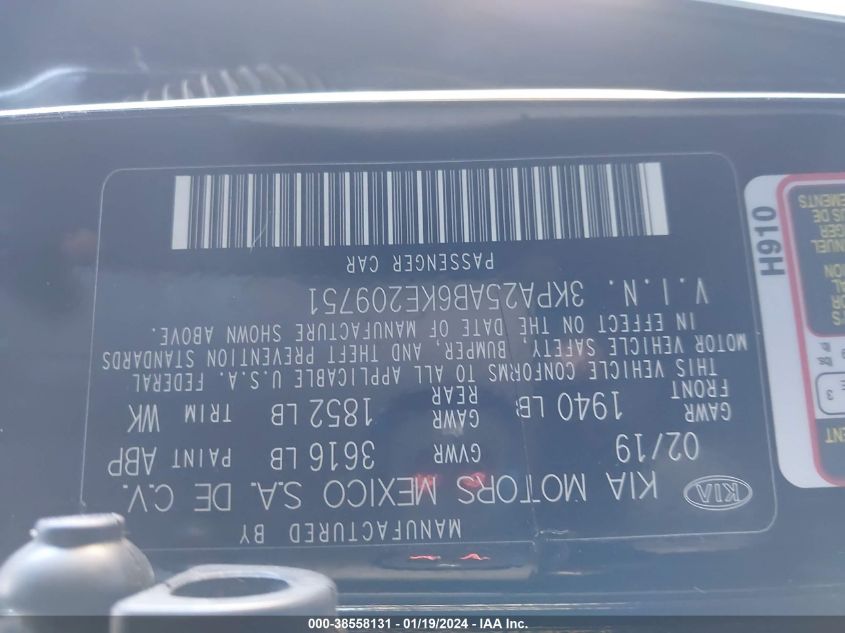 MANUFACTURED BY
KIA KIA MOTORS MEXICO S.A. DE C.V.
02/19 GVWR 3616 LB PAINT ABP
GAWR FRONT 1940 LB GAWR REAR 1852 LB TRIM WK
THIS VEHICLE CONFORMS TO ALL APPLICABLE U.S.A. FEDERAL
MOTOR VEHICLE SAFETY, BUMPER, AND THEFT PREVENTION STANDARDS
IN EFFECT ON THE DATE OF MANUFACTURE SHOWN ABOVE.
V.I.N. 3KPA25AB6KE209751
PASSENGER CAR
H910
lbs
3
000-38558131 - 01/19/2024 - IAA Inc.